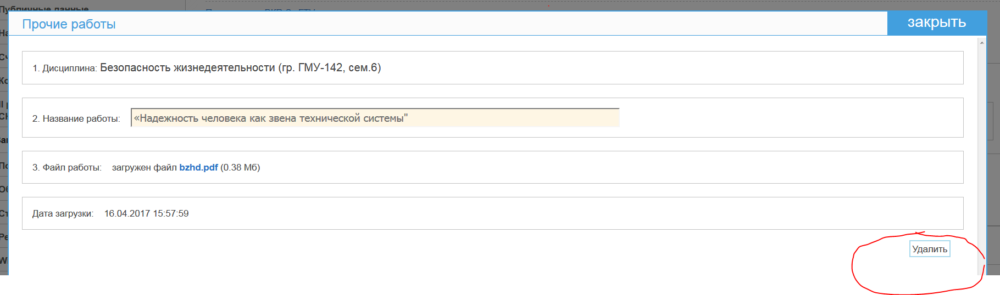 Публичные данные
Прочие работы
закрыть
1. Дисциплина: Безопасность жизнедеятельности (гр. ГМУ-142, сем.6)
2. Название работы: «Надежность человека как звена технической системы"
3. Файл работы: загружен файл bzhd.pdf (0.38 Мб)
Дата загрузки: 16.04.2017 15:57:59
Удалить